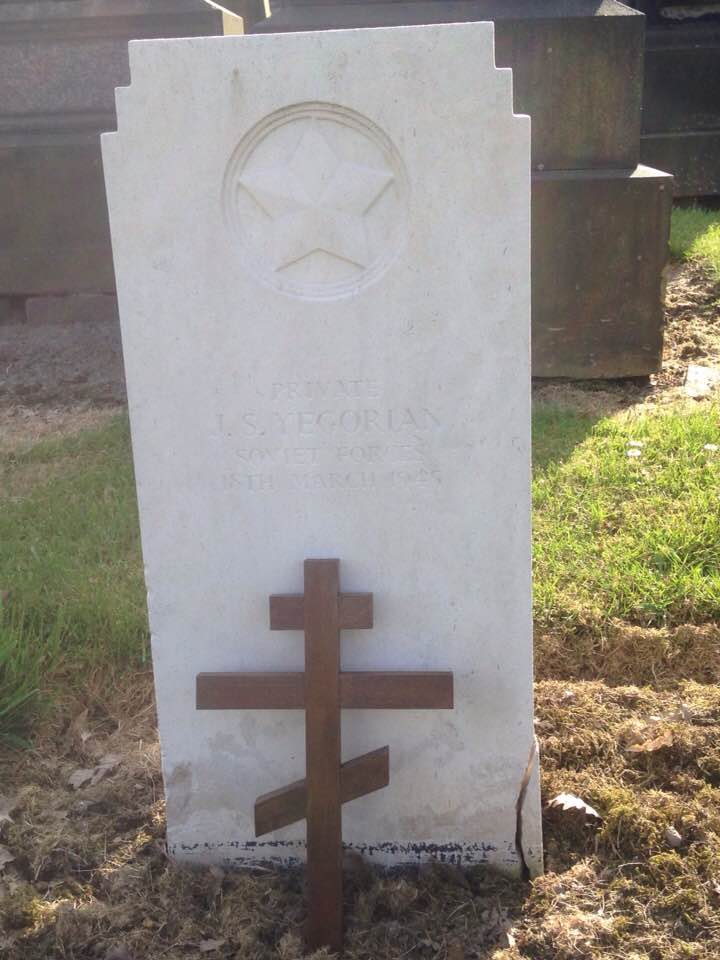 PRIVATE
J. S. YEGORIAN
SOVIET FORCES
18TH MARCH 1945